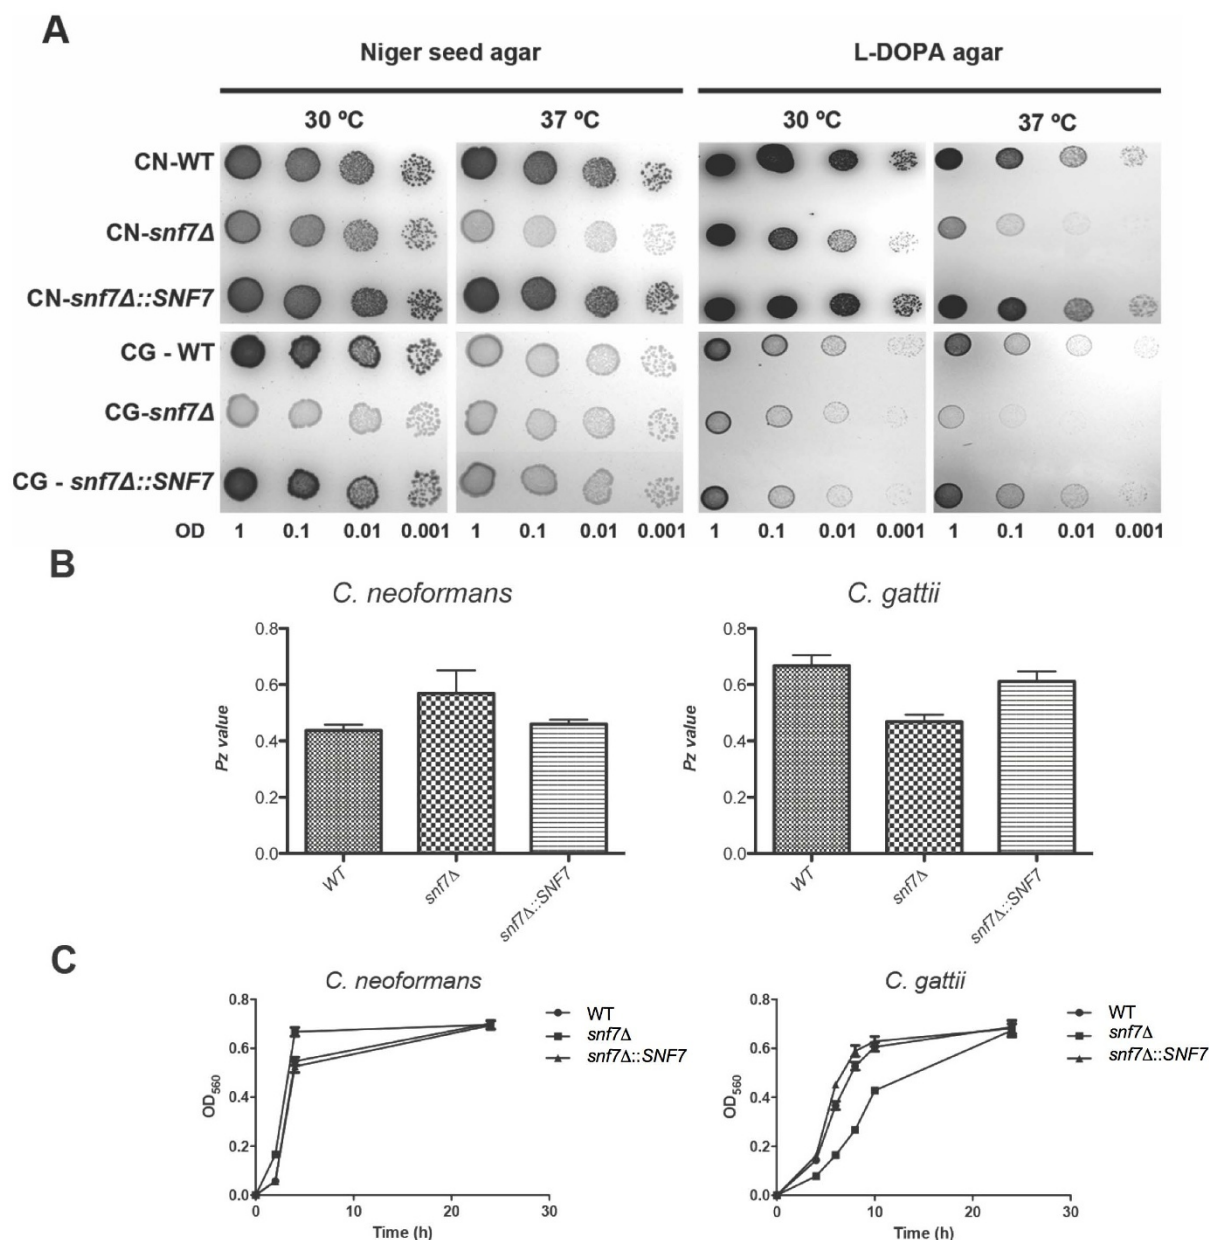 A
Niger seed agar L-DOPA agar
30 ºC 37 ºC 30 ºC 37 ºC
CN-WT
CN-snf7Δ
CN-snf7Δ::SNF7
CG - WT
CG-snf7Δ
CG - snf7Δ::SNF7
OD 1 0.1 0.01 0.001 1 0.1 0.01 0.001 1 0.1 0.01 0.001 1 0.1 0.01 0.001
B
C. neoformans
0.8
0.6
0.4
0.2
0.0
Pz value
WT
snf7Δ
snf7Δ::SNF7
C. gattii
0.8
0.6
0.4
0.2
0.0
Pz value
WT
snf7Δ
snf7Δ::SNF7
C
C. neoformans
0.8
0.6
0.4
0.2
0.0
OD560
0 10 20 30
Time (h)
WT
snf7Δ
snf7Δ::SNF7
C. gattii
0.8
0.6
0.4
0.2
0.0
OD560
0 10 20 30
Time (h)
WT
snf7Δ
snf7Δ::SNF7